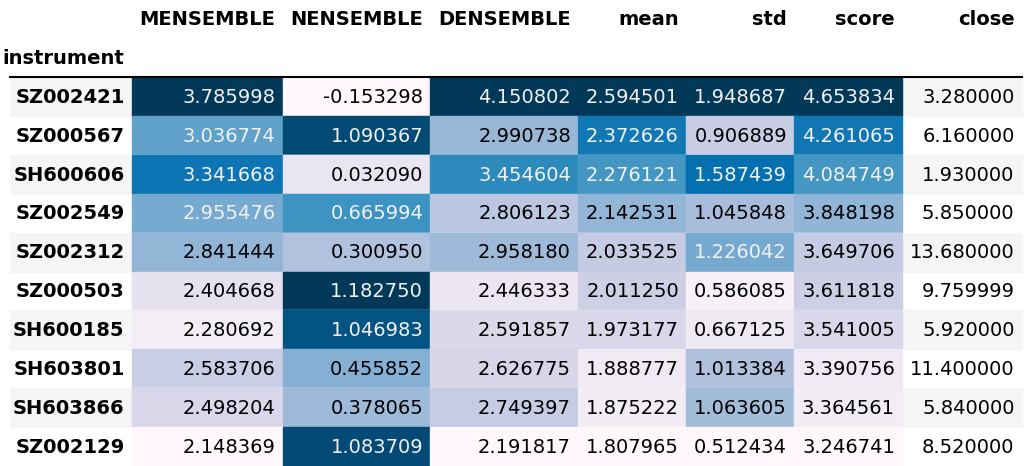 MENSEMBLE NENSEMBLE DENSEMBLE mean std score close
instrument
SZ002421 3.785998 -0.153298 4.150802 2.594501 1.948687 4.653834 3.280000
SZ000567 3.036774 1.090367 2.990738 2.372626 0.906889 4.261065 6.160000
SH600606 3.341668 0.032090 3.454604 2.276121 1.587439 4.084749 1.930000
SZ002549 2.955476 0.665994 2.806123 2.142531 1.045848 3.848198 5.850000
SZ002312 2.841444 0.300950 2.958180 2.033525 1.226042 3.649706 13.680000
SZ000503 2.404668 1.182750 2.446333 2.011250 0.586085 3.611818 9.759999
SH600185 2.280692 1.046983 2.591857 1.973177 0.667125 3.541005 5.920000
SH603801 2.583706 0.455852 2.626775 1.888777 1.013384 3.390756 11.400000
SH603866 2.498204 0.378065 2.749397 1.875222 1.063605 3.364561 5.840000
SZ002129 2.148369 1.083709 2.191817 1.807965 0.512434 3.246741 8.520000